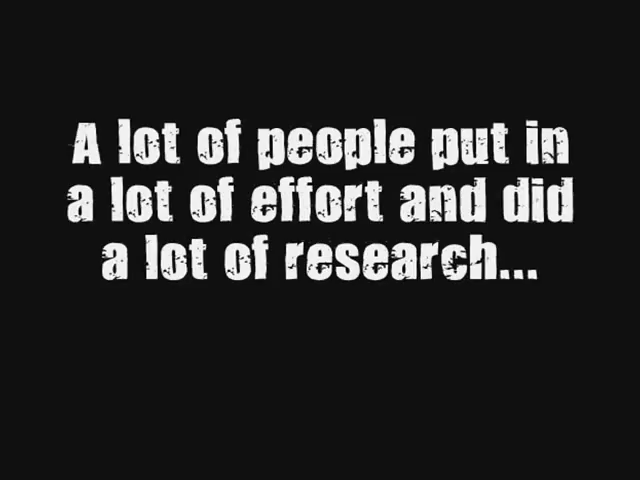 A lot of people put in
a lot of effort and did
a lot of research...